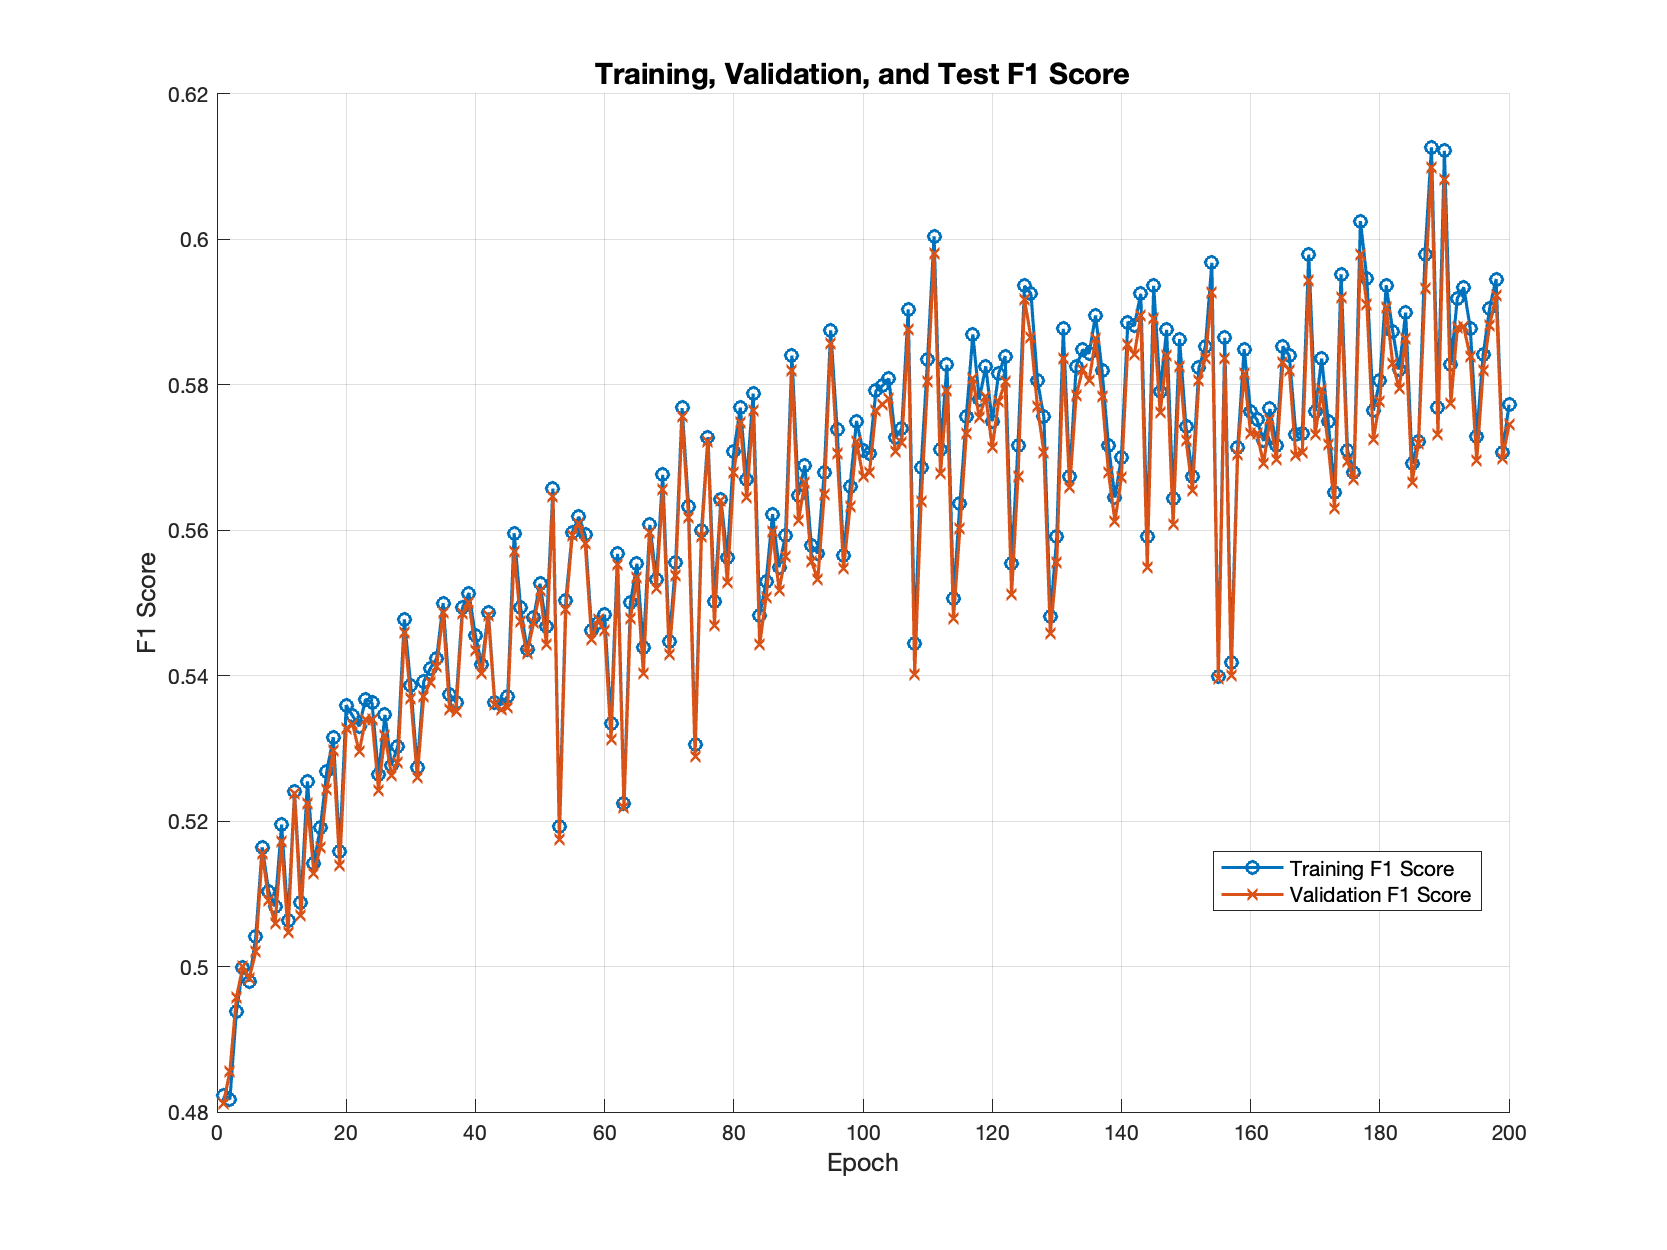 Training, Validation, and Test F1 Score
0.62
0.6
0.58
0.56
0.54
0.52
0.5
0.48
F1 Score
Training F1 Score
Validation F1 Score
0 20 40 60 80 100 120 140 160 180 200
Epoch